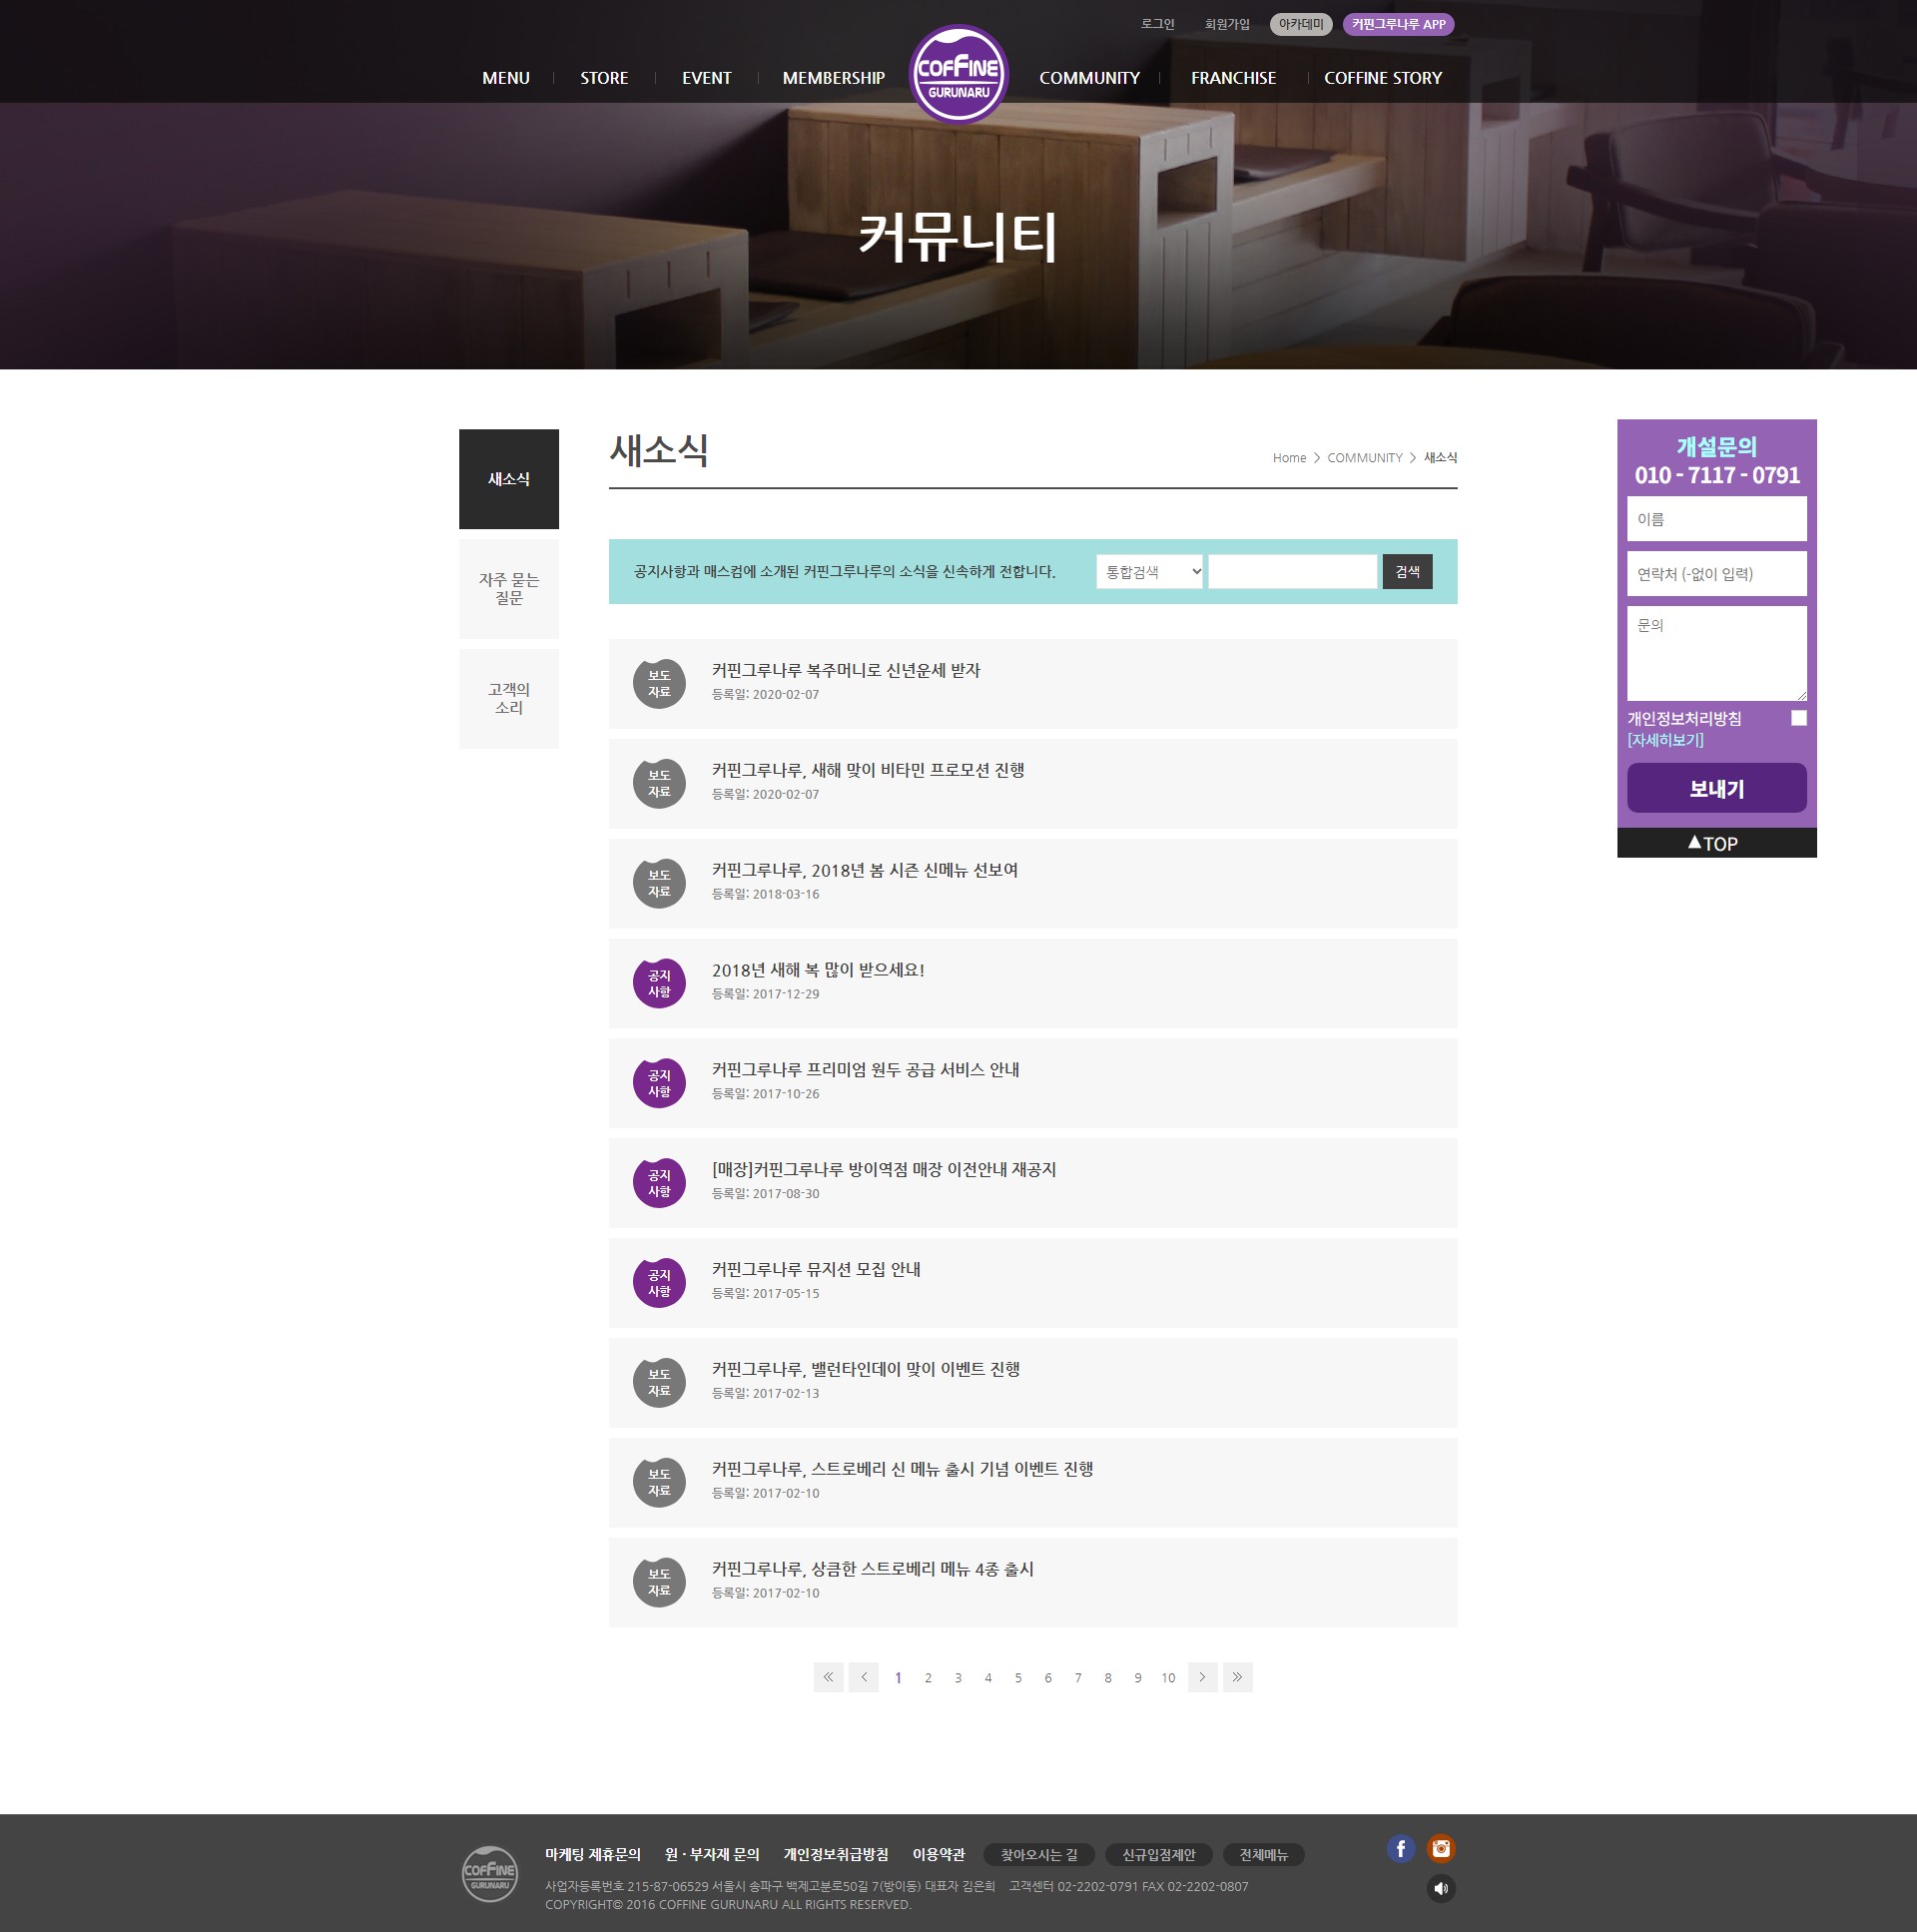 로그인
회원가입
아카데미
커핀그루나루 APP
MENU
STORE
EVENT
MEMBERSHIP
COFFINE
GURUNARU
COMMUNITY
FRANCHISE
COFFINE STORY
커뮤니티
새소식
자주 묻는
질문
고객의
소리
새소식
Home > COMMUNITY > 새소식
공지사항과 매스컴에 소개된 커핀그루나루의 소식을 신속하게 전합니다.
통합검색
검색
보도
자료
커핀그루나루 복주머니로 신년운세 받자
등록일: 2020-02-07
보도
자료
커핀그루나루, 새해 맞이 비타민 프로모션 진행
등록일: 2020-02-07
보도
자료
커핀그루나루, 2018년 봄 시즌 신메뉴 선보여
등록일: 2018-03-16
공지
사항
2018년 새해 복 많이 받으세요!
등록일: 2017-12-29
공지
사항
커핀그루나루 프리미엄 원두 공급 서비스 안내
등록일: 2017-10-26
공지
사항
[매장]커핀그루나루 방이역점 매장 이전안내 재공지
등록일: 2017-08-30
공지
사항
커핀그루나루 뮤지션 모집 안내
등록일: 2017-05-15
보도
자료
커핀그루나루, 밸런타인데이 맞이 이벤트 진행
등록일: 2017-02-13
보도
자료
커핀그루나루, 스트로베리 신 메뉴 출시 기념 이벤트 진행
등록일: 2017-02-10
보도
자료
커핀그루나루, 상큼한 스트로베리 메뉴 4종 출시
등록일: 2017-02-10
1 2 3 4 5 6 7 8 9 10
개설문의
010 - 7117 - 0791
이름
연락처 (-없이 입력)
문의
개인정보처리방침
[자세히보기]
보내기
▲TOP
COFFINE
GURUNARU
마케팅 제휴문의
원 · 부자재 문의
개인정보취급방침
이용약관
찾아오시는 길
신규입점제안
전체메뉴
사업자등록번호 215-87-06529 서울시 송파구 백제고분로50길 7(방이동) 대표자 김은희 고객센터 02-2202-0791 FAX 02-2202-0807
COPYRIGHT© 2016 COFFINE GURUNARU ALL RIGHTS RESERVED.